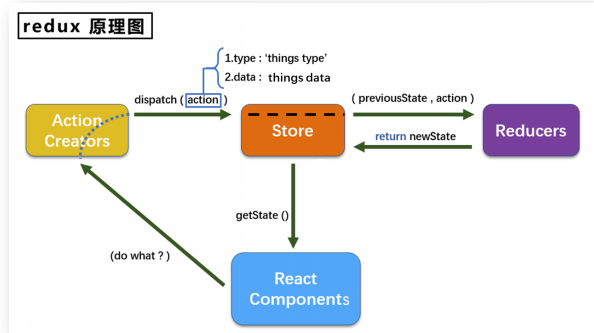 redux 原理图
1.type : ‘things type’
2.data : things data
dispatch ( action )
( previousState , action )
Action
Creators
Store
Reducers
return newState
getState ()
(do what ? )
React
Components